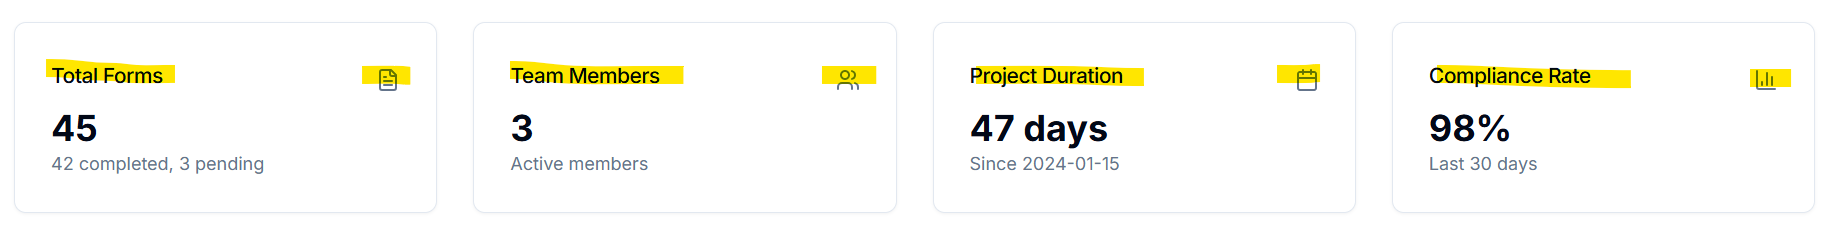 Total Forms
45
42 completed, 3 pending
Team Members
3
Active members
Project Duration
47 days
Since 2024-01-15
Compliance Rate
98%
Last 30 days